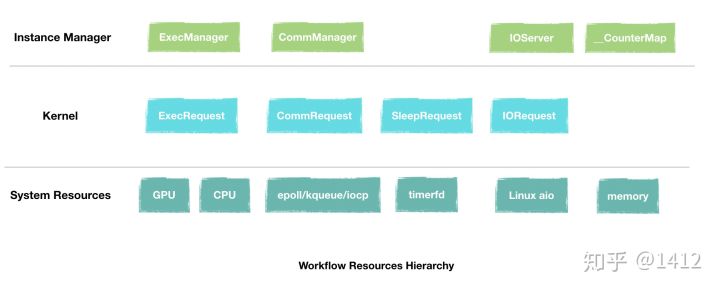 Instance Manager
ExecManager
CommManager
IOServer
__CounterMap
Kernel
ExecRequest
CommRequest
SleepRequest
IORequest
System Resources
GPU
CPU
epoll/kqueue/iocp
timerfd
Linux aio
memory
Workflow Resources Hierarchy
知乎 @1412